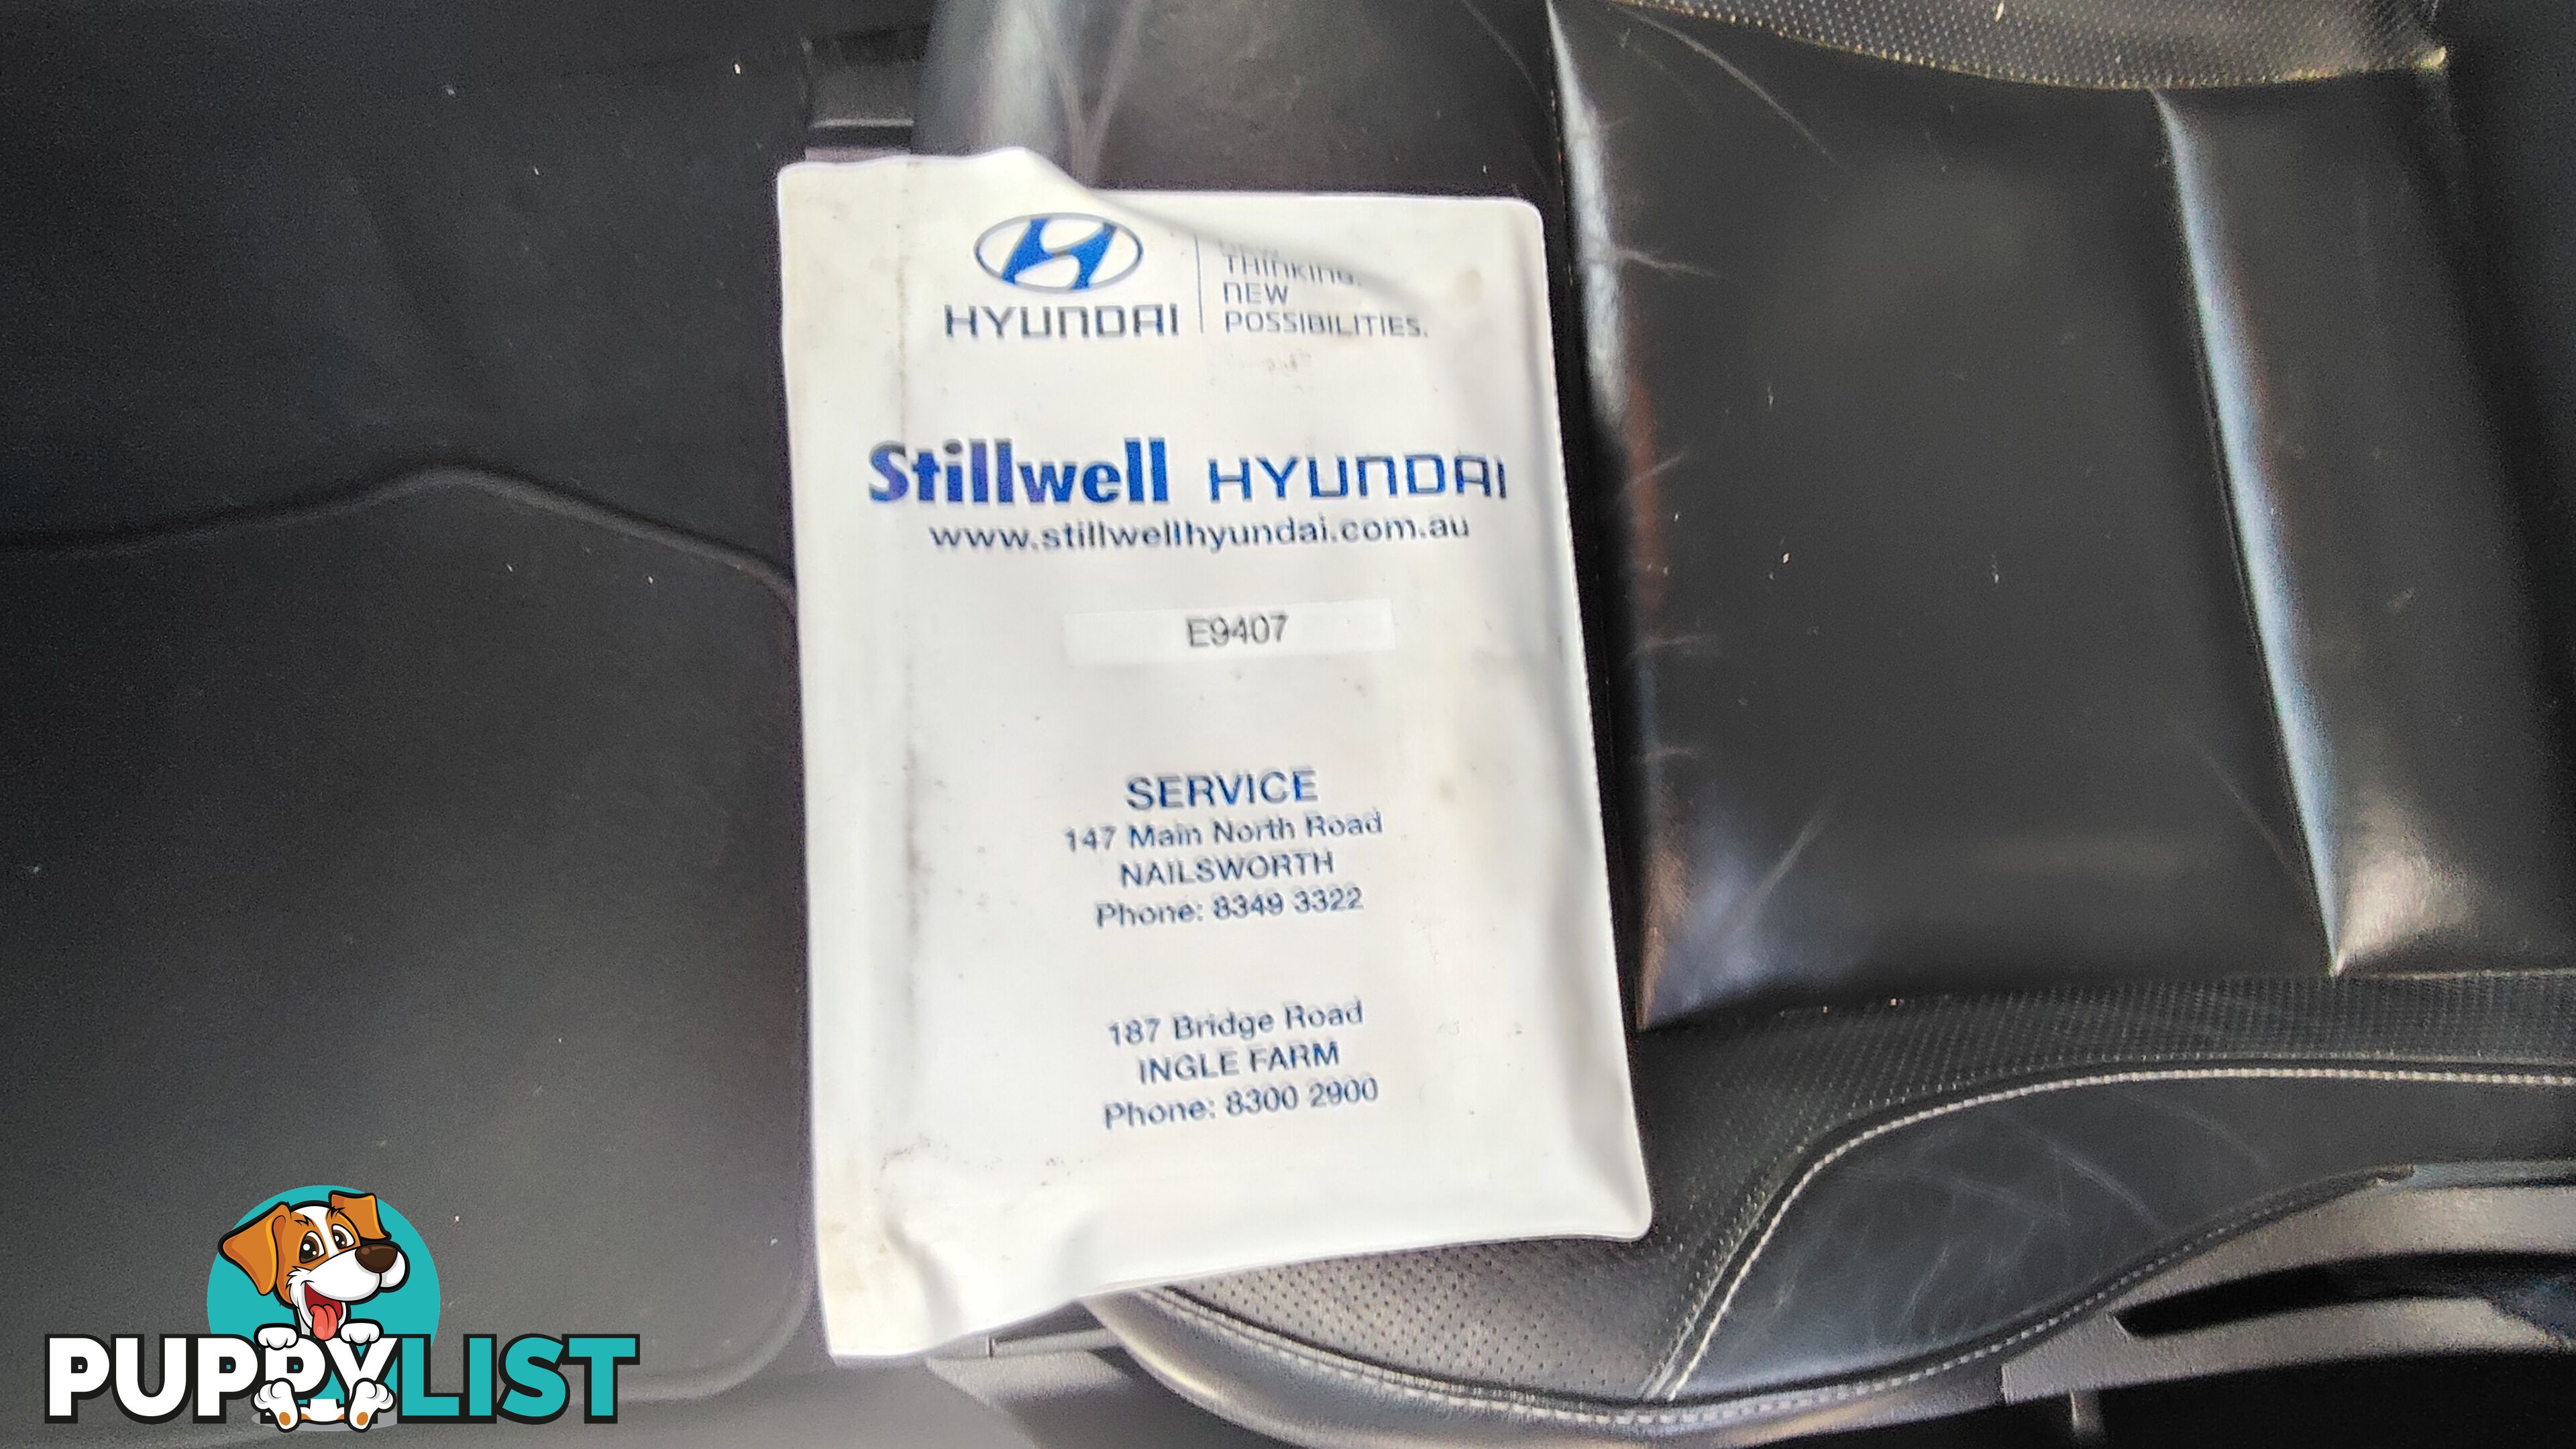 HYUNDAI
THINKING.
NEW
POSSIBILITIES.
Stillwell HYUNDAI
www.stillwellhyundai.com.au
E9407
SERVICE
147 Main North Road
NAILSWORTH
Phone: 8349 3322
187 Bridge Road
INGLE FARM
Phone: 8300 2900
PUPPYLIST